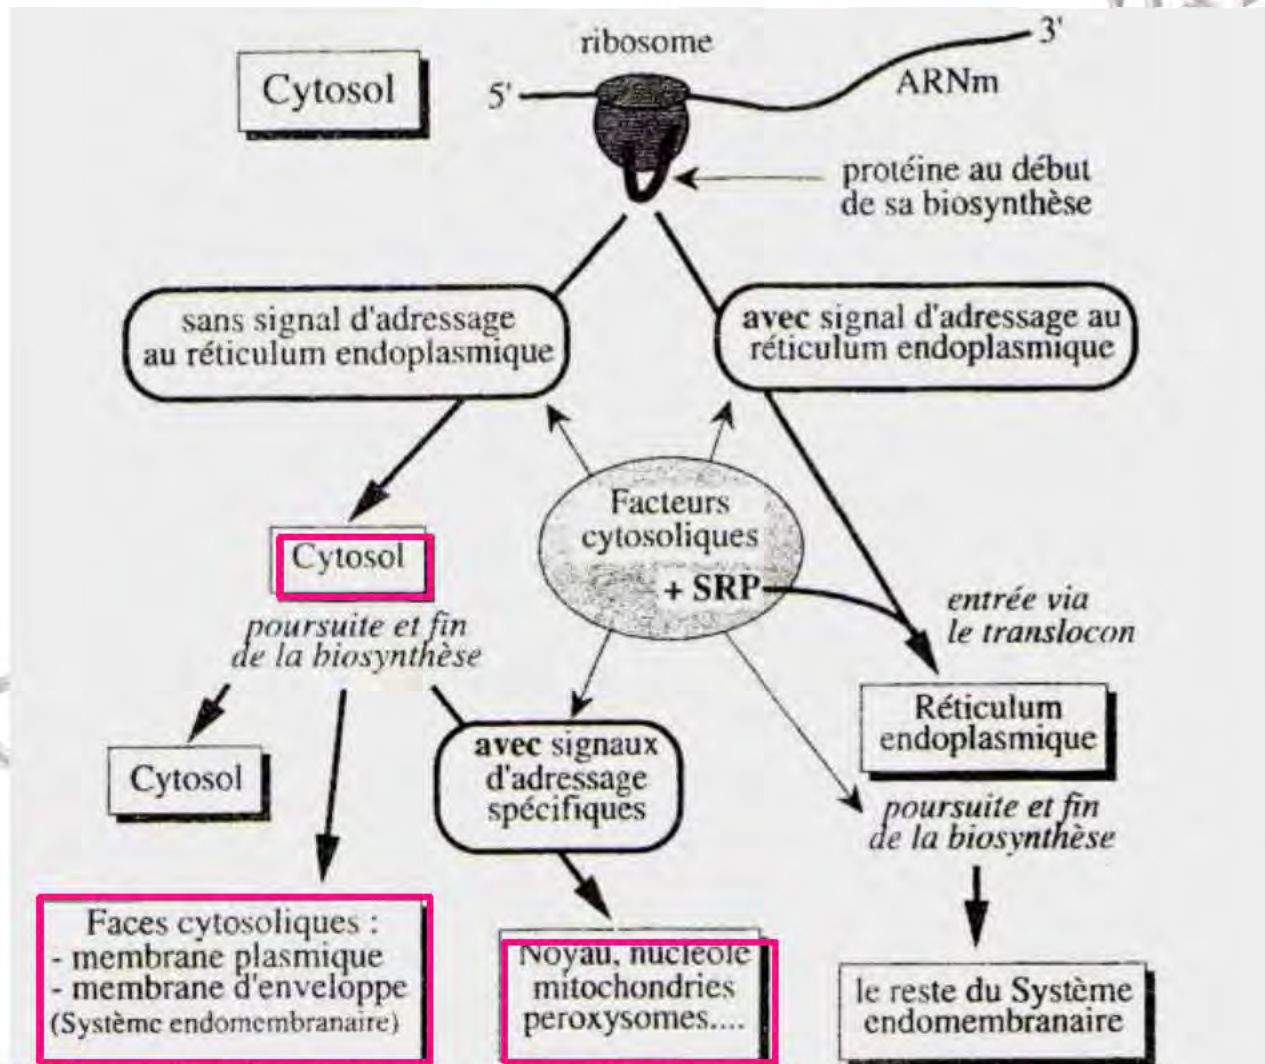 ribosome
3'
Cytosol
5'
ARNm
protéine au début
de sa biosynthèse
sans signal d'adressage
au réticulum endoplasmique
avec signal d'adressage au
réticulum endoplasmique
Facteurs
cytosoliques
+ SRP
Cytosol
poursuite et fin
de la biosynthèse
entrée via
le translocon
Réticulum
endoplasmique
Cytosol
avec signaux
d'adressage
spécifiques
poursuite et fin
de la biosynthèse
Faces cytosoliques :
- membrane plasmique
- membrane d'enveloppe
(Système endomembranaire)
Noyau, nucléole
mitochondries
peroxysomes....
le reste du Système
endomembranaire